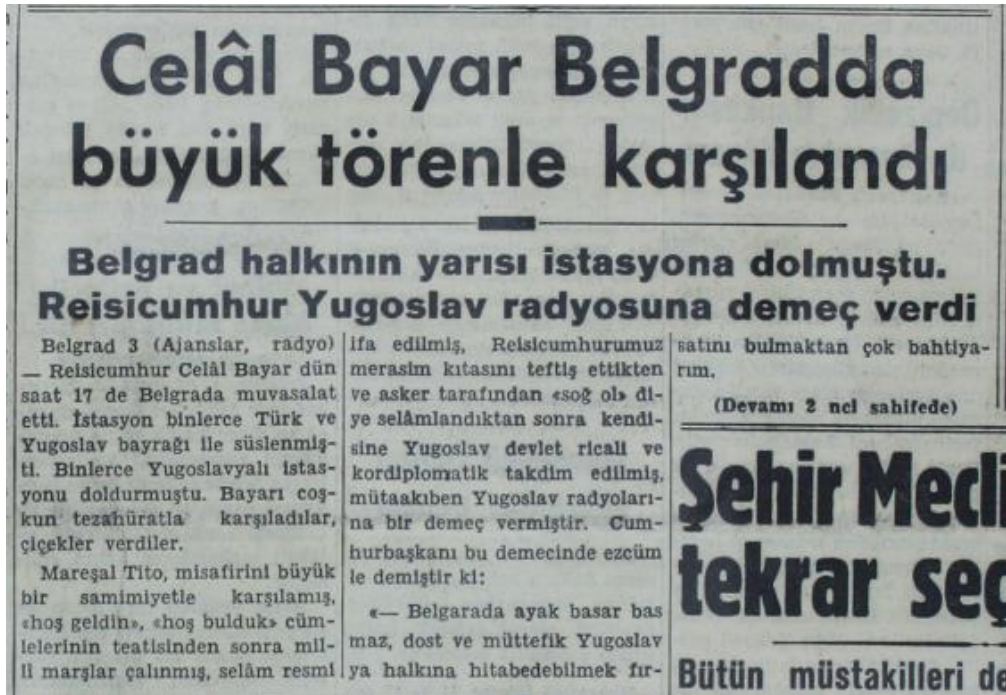 Celâl Bayar Belgradda
büyük törenle karşılandı
Belgrad halkının yarısı istasyona dolmuştu.
Reisicumhur Yugoslav radyosuna demeç verdi
Belgrad 3 (Ajanslar, radyo)
— Reisicumhur Celâl Bayar dün
saat 17 de Belgrada muvasalat
etti. İstasyon binlerce Türk ve
Yugoslav bayrağı ile süslenmiş-
ti. Binlerce Yugoslavyalı istas-
yonu doldurmuştu. Bayarı coş-
kun tezahüratla karşıladılar,
çiçekler verdiler.
Mareşal Tito, misafirini büyük
bir samimiyetle karşılamış,
«hoş geldin», «hoş bulduk» cüm-
lelerinin teatisinden sonra mil-
li marşlar çalınmış, selâm resmi
ifa edilmiş, Reisicumhurumuz
merasim kıtasını teftiş ettikten
ve asker tarafından «soğ ol» di-
ye selâmlandıktan sonra kendi-
sine Yugoslav devlet ricali ve
kordiplomatik takdim edilmiş,
mütaakıben Yugoslav radyoları-
na bir demeç vermiştir. Cum-
hurbaşkanı bu demecinde ezcüm
le demiştir ki:
«— Belgarada ayak basar bas
maz, dost ve müttefik Yugoslav
ya halkına hitabedebilmek fır-
satını bulmaktan çok bahtiya-
rım.
(Devamı 2 nci sahifede)
Şehir Mecli
tekrar seç
Bütün müstakilleri de